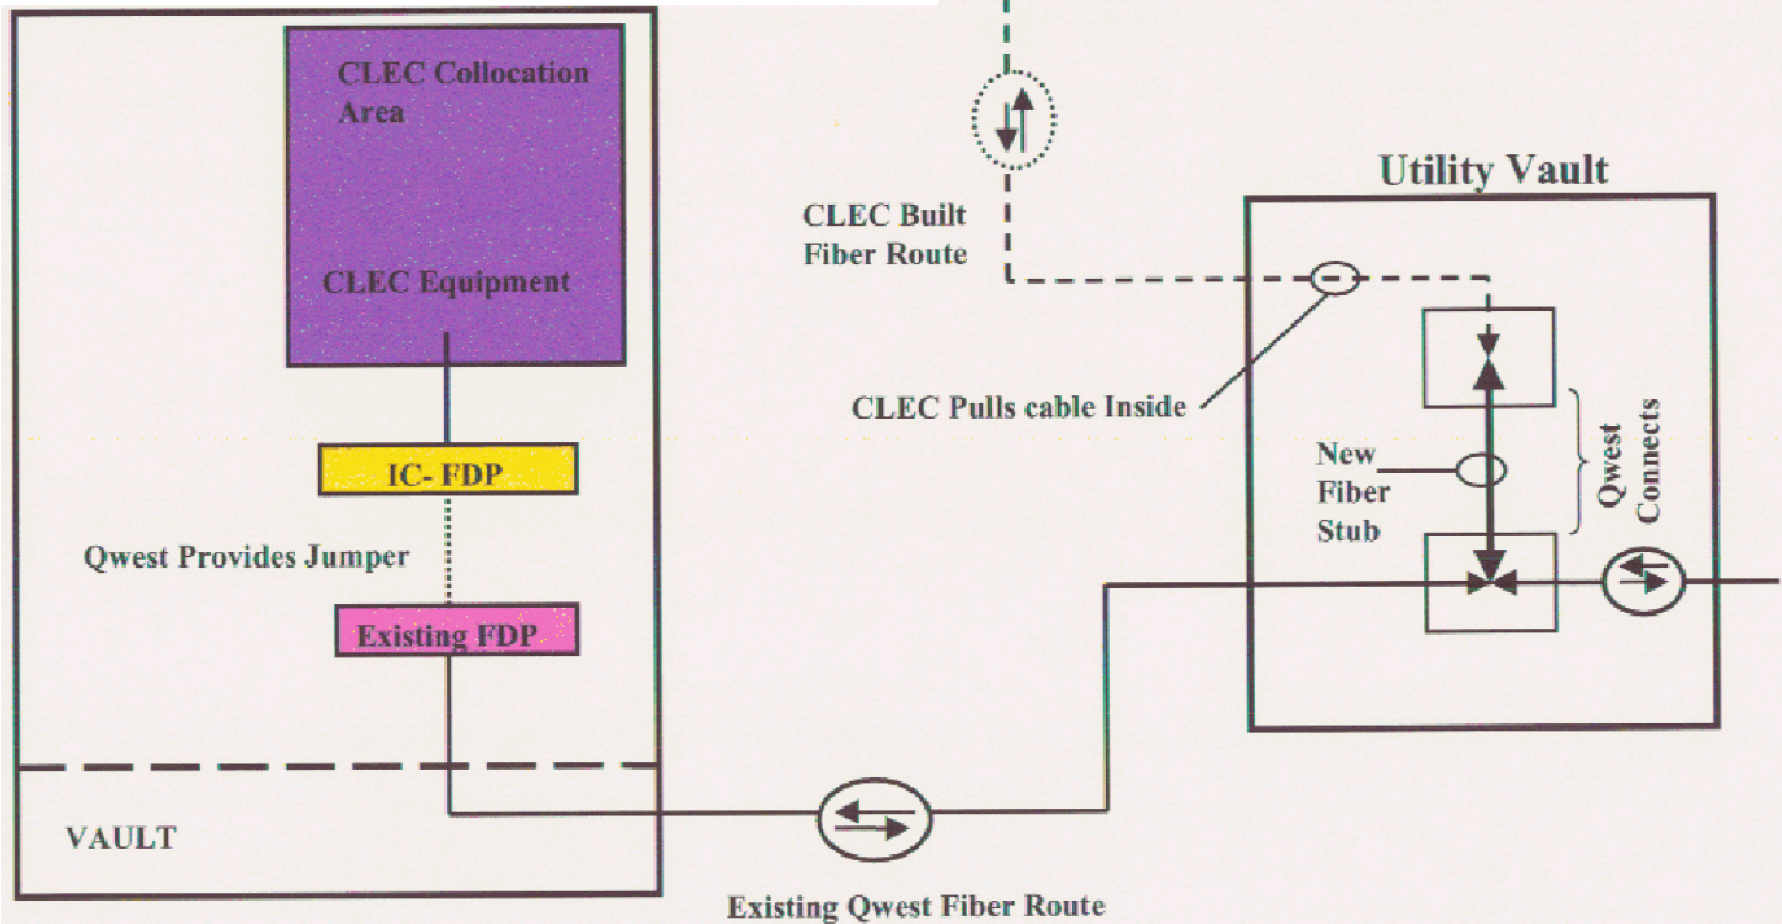 CLEC Collocation
Area
CLEC Equipment
IC- FDP
Qwest Provides Jumper
Existing FDP
VAULT
CLEC Built
Fiber Route
CLEC Pulls cable Inside
Existing Qwest Fiber Route
Utility Vault
New
Fiber
Stub
Qwest
Connects